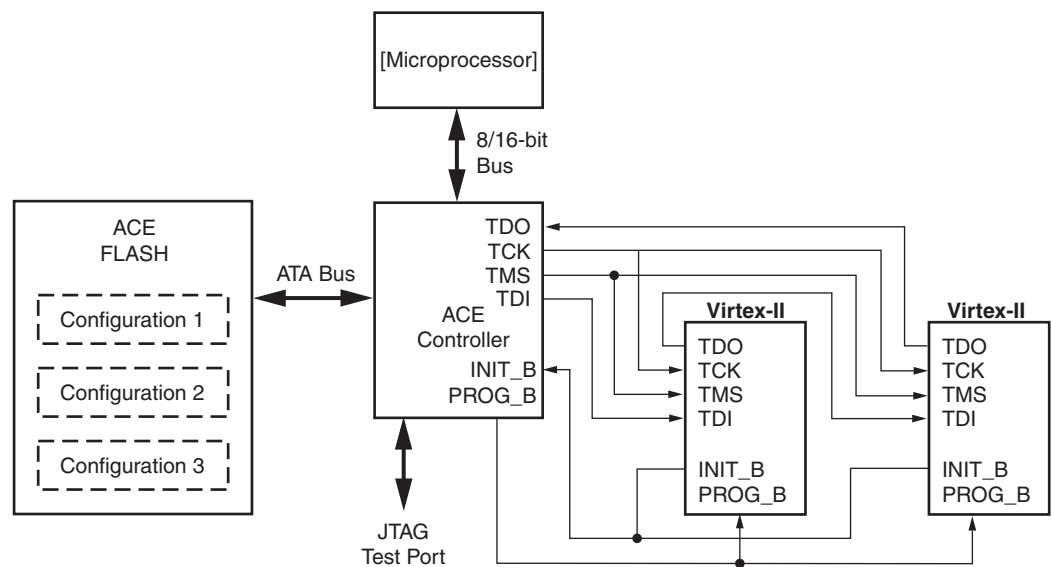 [Microprocessor]
8/16-bit
Bus
ACE
FLASH
Configuration 1
Configuration 2
Configuration 3
ATA Bus
TDO
TCK
TMS
TDI
ACE
Controller
INIT_B
PROG_B
JTAG
Test Port
Virtex-II
TDO
TCK
TMS
TDI
INIT_B
PROG_B
Virtex-II
TDO
TCK
TMS
TDI
INIT_B
PROG_B